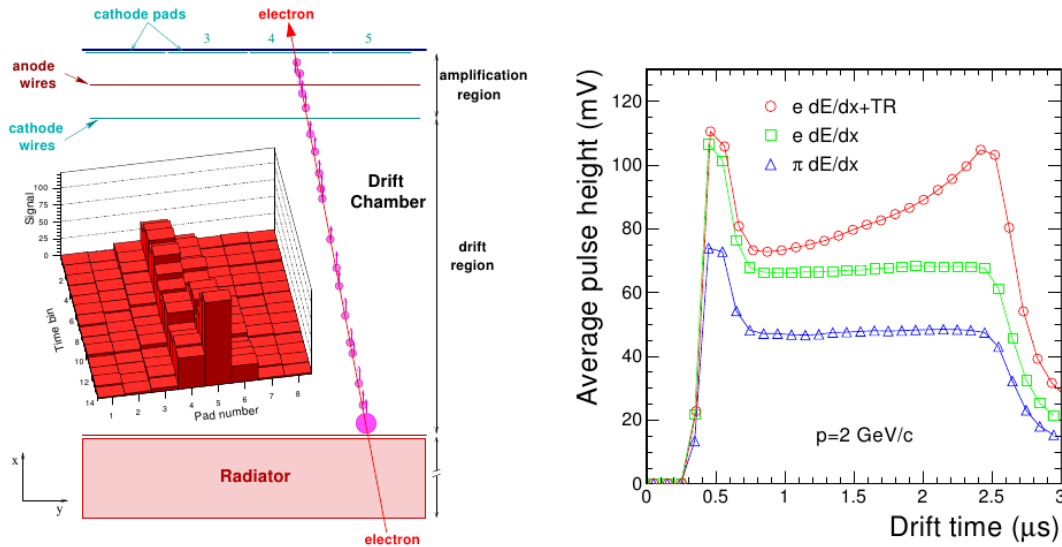 cathode pads
electron
3
4
5
anode
wires
amplification
region
cathode
wires
Drift
Chamber
drift
region
Signal
100
75
50
25
0
Time bin
2
4
6
8
10
12
14
1
2
3
4
5
6
7
8
Pad number
Radiator
x
y
electron
Average pulse height (mV)
120
100
80
60
40
20
0
e dE/dx+TR
e dE/dx
π dE/dx
p=2 GeV/c
0
0.5
1
1.5
2
2.5
3
Drift time (μs)